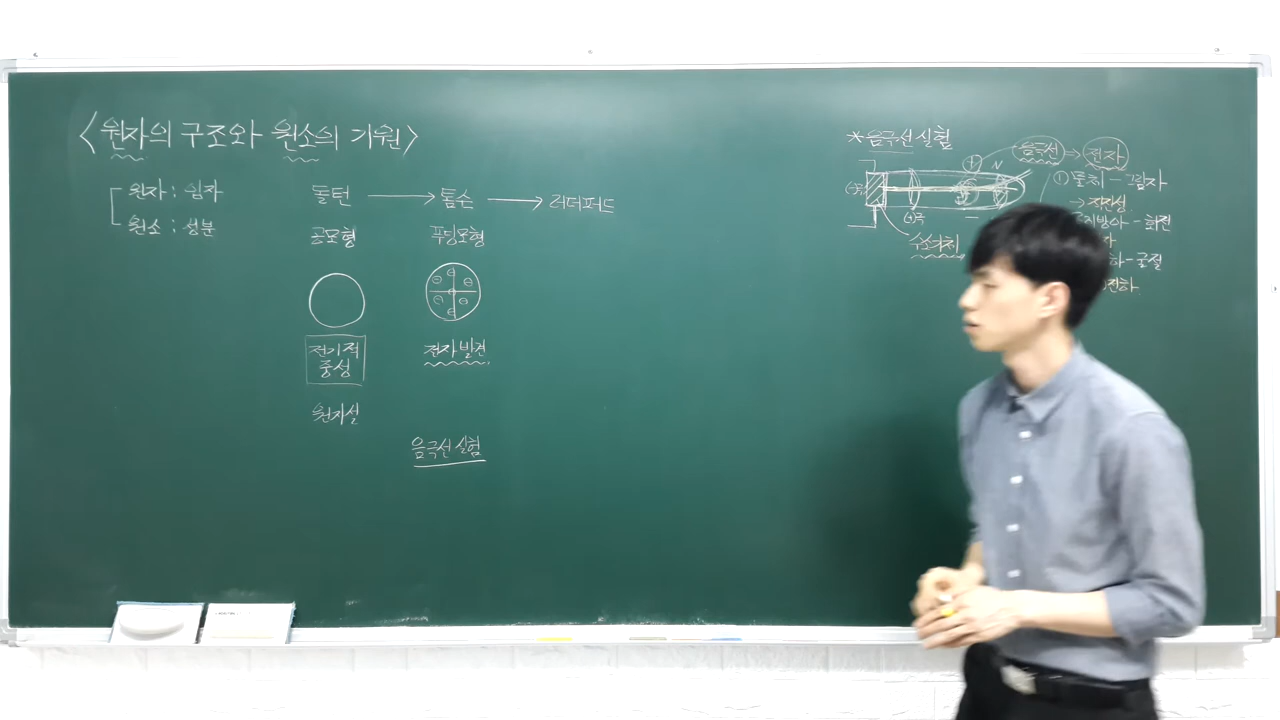 <원자의 구조와 원소의 기원>
원자 : 입자
원소 : 성분
돌턴 → 톰슨 → 러더퍼드
공모형 푸딩모형
전기적
중성
전자 발견
원자설
음극선 실험
* 음극선 실험
음극선 ⇒ 전자
① 물체 - 그림자
→ 직진성
- 회전
- 굴절
(+)극
수소기체